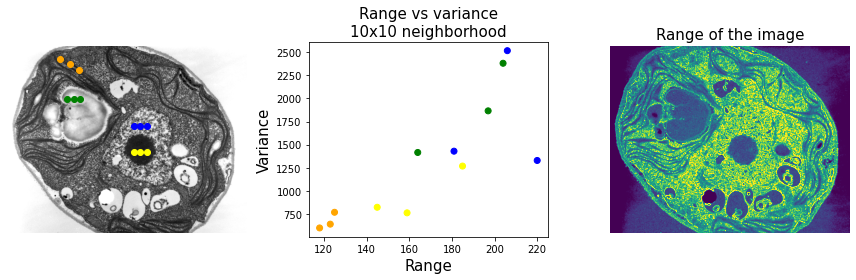 Range vs variance
10x10 neighborhood
Range of the image
Variance
2500
2250
2000
1750
1500
1250
1000
750
120 140 160 180 200 220
Range